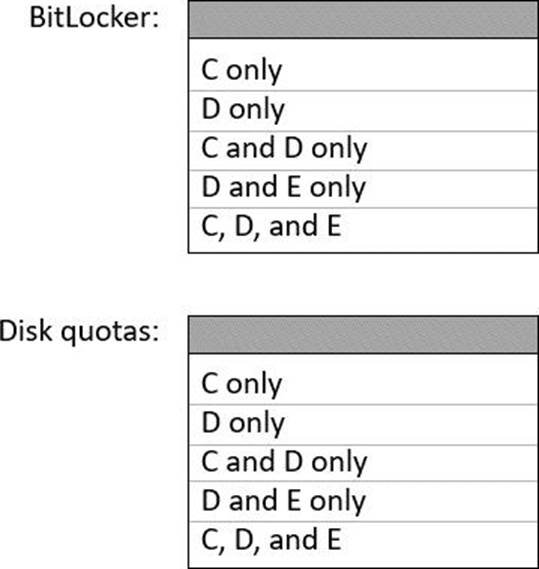 BitLocker:
C only
D only
C and D only
D and E only
C, D, and E
Disk quotas:
C only
D only
C and D only
D and E only
C, D, and E